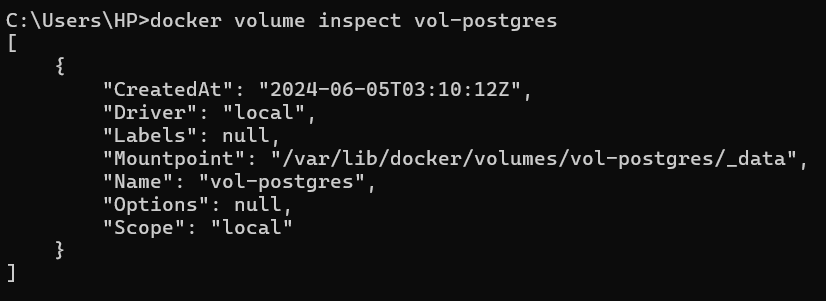 C:\Users\HP>docker volume inspect vol-postgres
[
    {
        "CreatedAt": "2024-06-05T03:10:12Z",
        "Driver": "local",
        "Labels": null,
        "Mountpoint": "/var/lib/docker/volumes/vol-postgres/_data",
        "Name": "vol-postgres",
        "Options": null,
        "Scope": "local"
    }
]